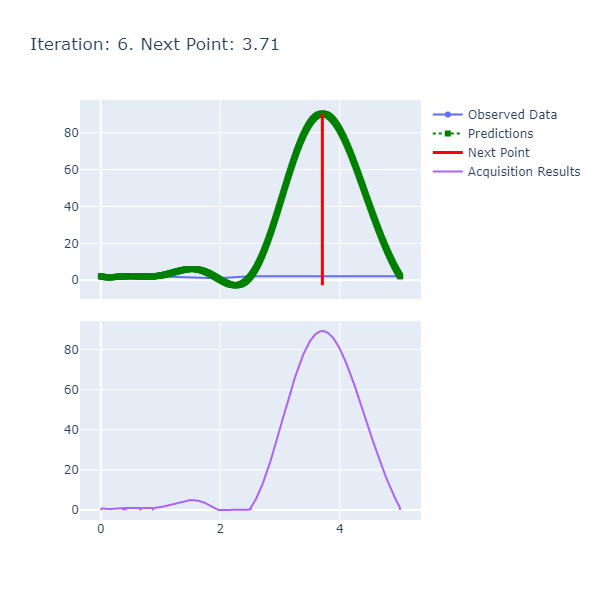 Iteration: 6. Next Point: 3.71
80
60
40
20
0
Observed Data
Predictions
Next Point
Acquisition Results
80
60
40
20
0
0 2 4